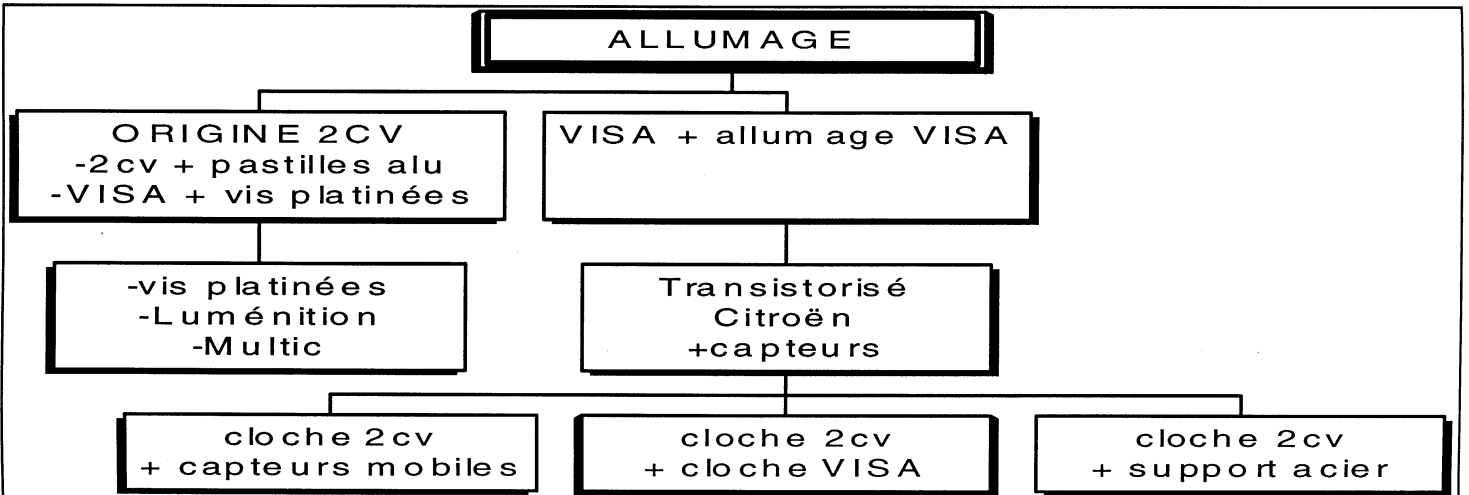 ALLUMAGE
ORIGINE 2CV
-2cv + pastilles alu
-VISA + vis platinées
VISA + allumage VISA
-vis platinées
-Luménition
-Multic
Transistorisé
Citroën
+capteurs
cloche 2cv
+ capteurs mobiles
cloche 2cv
+ cloche VISA
cloche 2cv
+ support acier